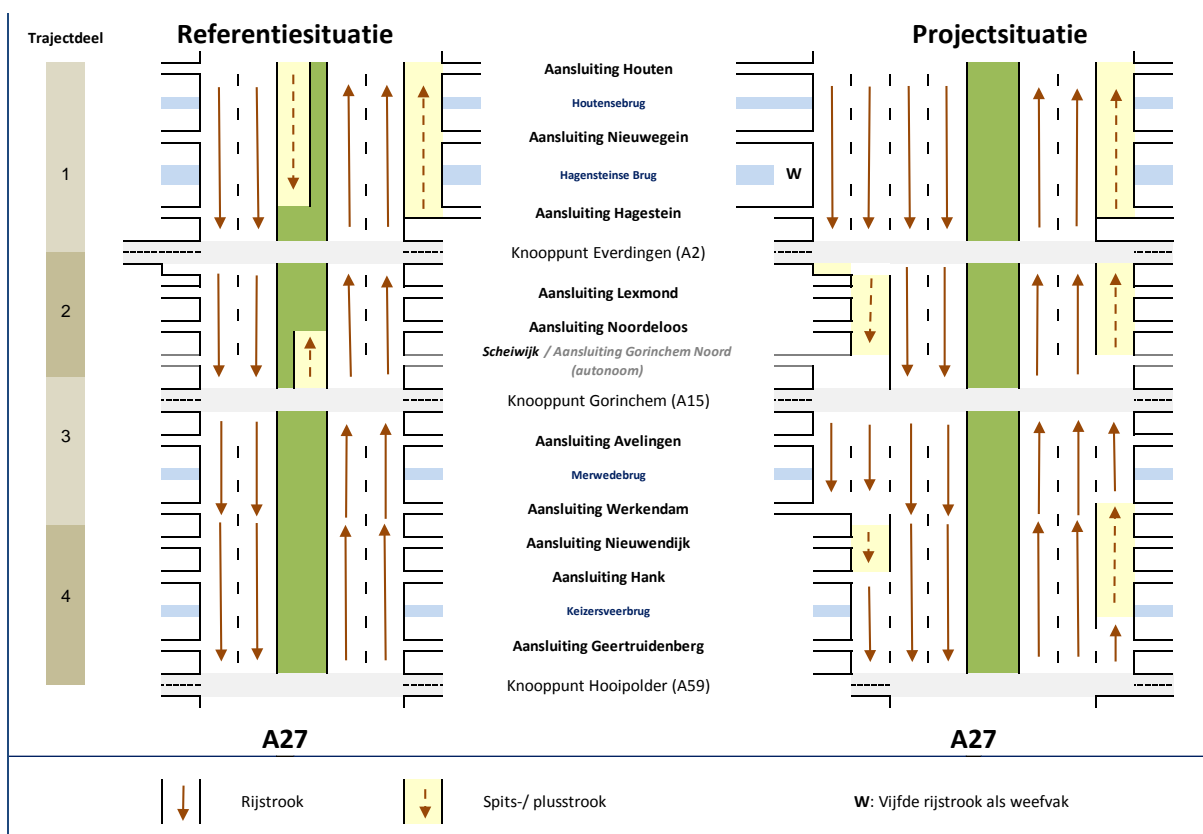 Trajectdeel
Referentiesituatie
Projectsituatie
1
2
3
4
Aansluiting Houten
Houtensebrug
Aansluiting Nieuwegein
Hagensteinse Brug
W
Aansluiting Hagestein
Knooppunt Everdingen (A2)
Aansluiting Lexmond
Aansluiting Noordeloos
Scheiwijk / Aansluiting Gorinchem Noord
(autonoom)
Knooppunt Gorinchem (A15)
Aansluiting Avelingen
Merwedebrug
Aansluiting Werkendam
Aansluiting Nieuwendijk
Aansluiting Hank
Keizersveerbrug
Aansluiting Geertruidenberg
Knooppunt Hooipolder (A59)
A27
A27
Rijstrook
Spits-/ plusstrook
W: Vijfde rijstrook als weefvak